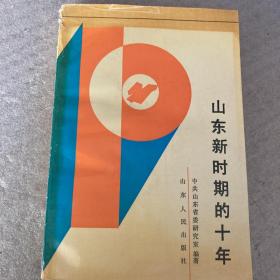 山东新时期的十年
中共山东省委研究室 编著
山东人民出版社